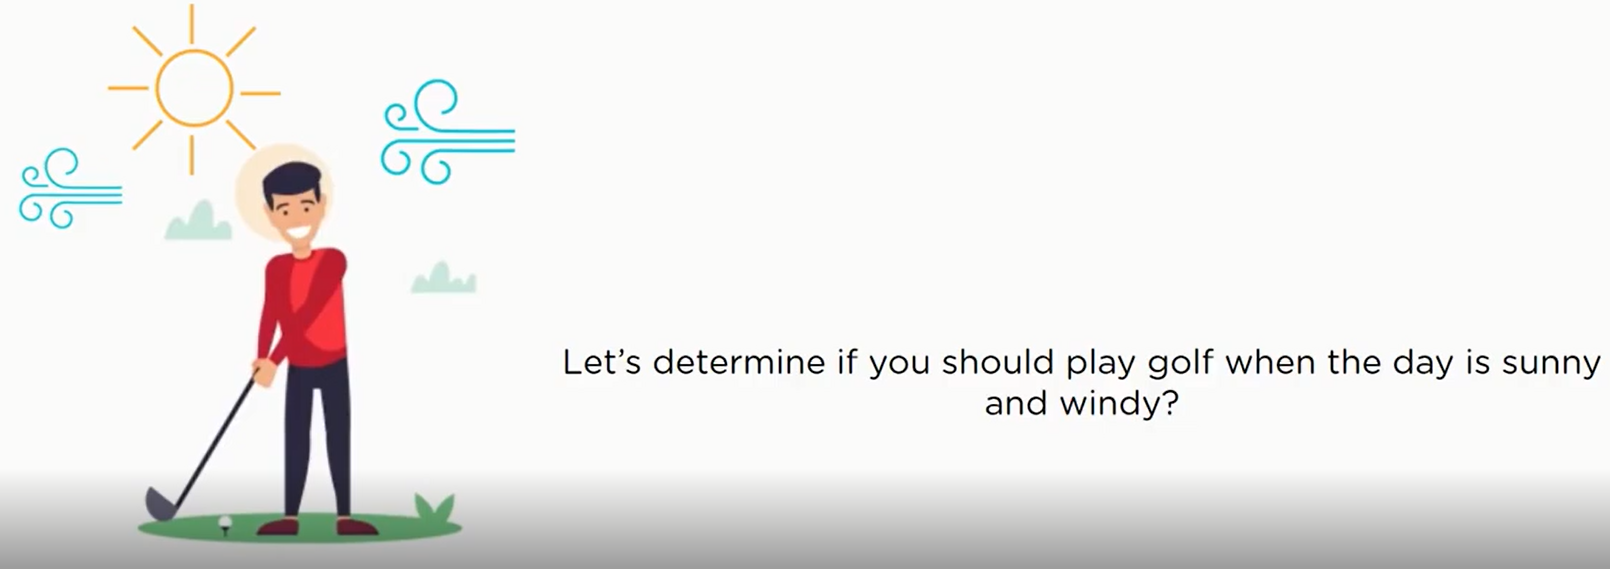 Let’s determine if you should play golf when the day is sunny
and windy?